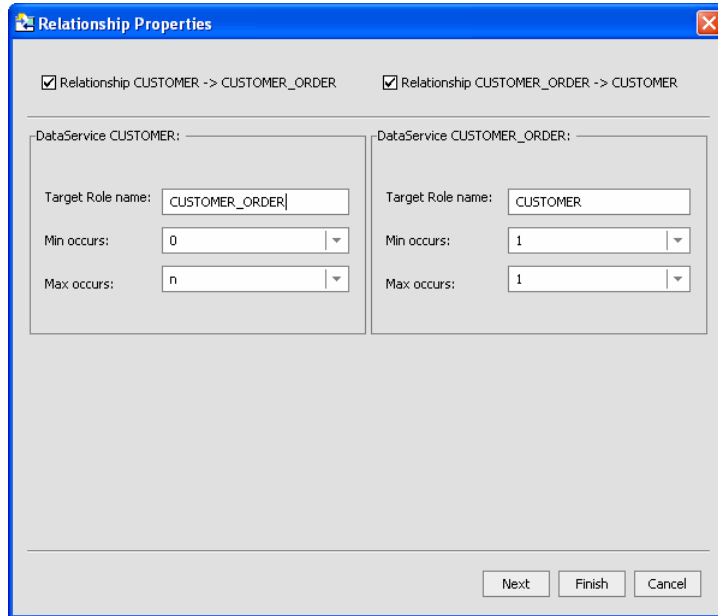 Relationship Properties
Relationship CUSTOMER -> CUSTOMER_ORDER
Relationship CUSTOMER_ORDER -> CUSTOMER
DataService CUSTOMER:
Target Role name: CUSTOMER_ORDER
Min occurs: 0
Max occurs: n
DataService CUSTOMER_ORDER:
Target Role name: CUSTOMER
Min occurs: 1
Max occurs: 1
Next Finish Cancel